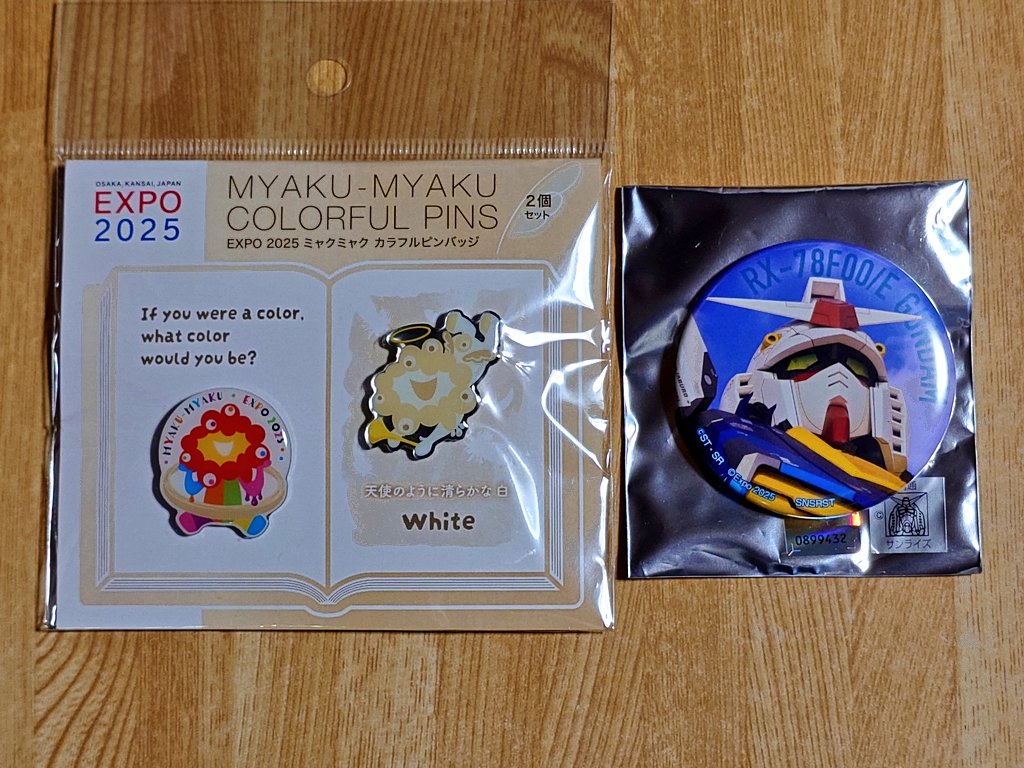 OSAKA, KANSAI, JAPAN
EXPO
2025
MYAKU-MYAKU
COLORFUL PINS
EXPO 2025 ミャクミャク カラフルピンバッジ
2個
セット
If you were a color,
what color
would you be?
MYAKU-MYAKU・EXPO 2025・
天使のように清らかな白
White
RX-78F00/E GUNDAM
©ST・SR
©Expo 2025
SNSRST
0899432
©
サンライズ